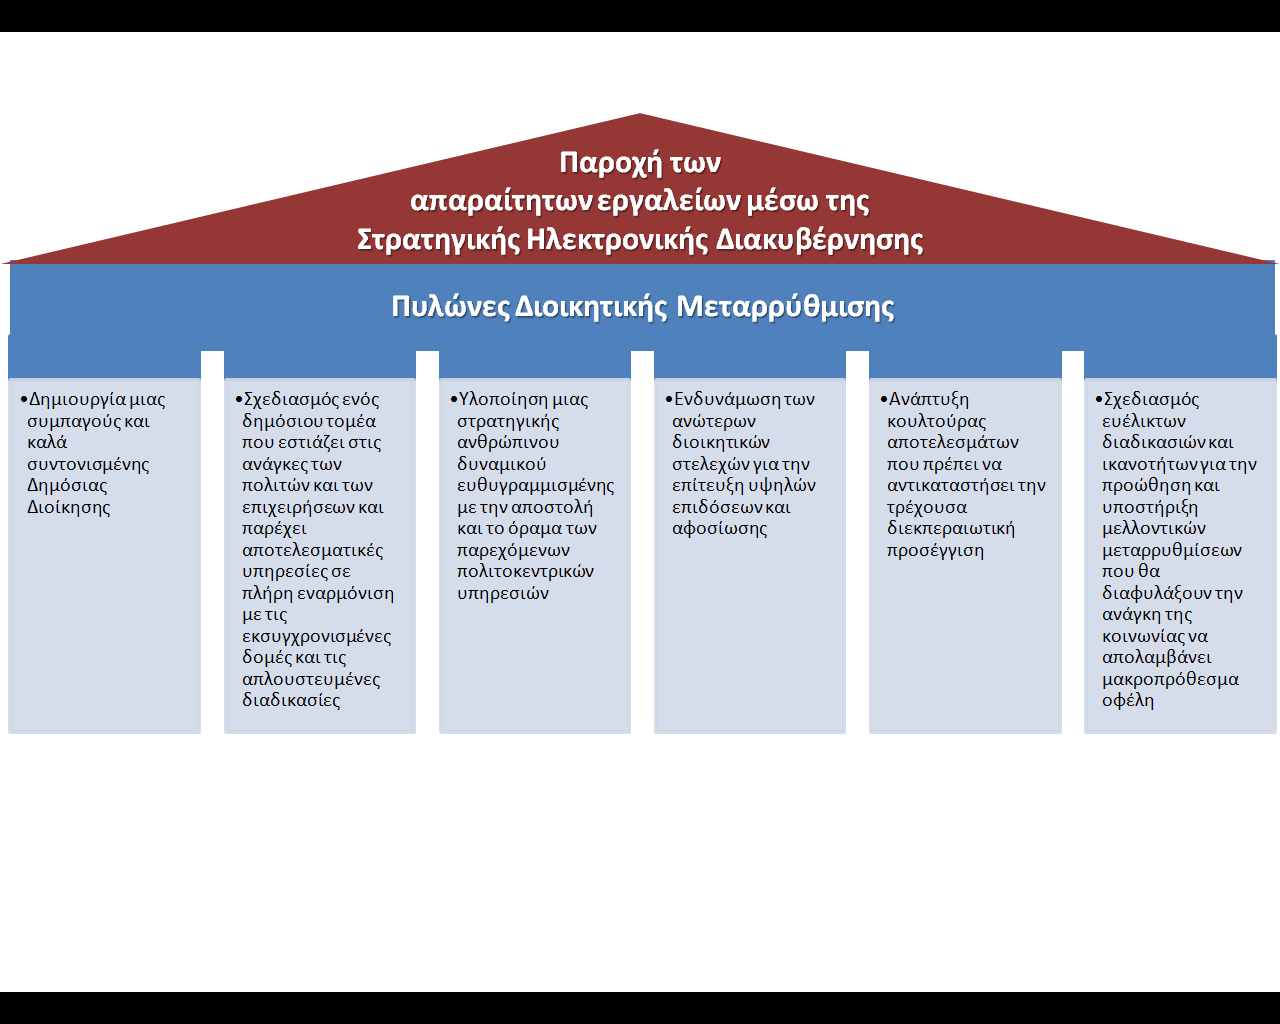 Παροχή των
απαραίτητων εργαλείων μέσω της
Στρατηγικής Ηλεκτρονικής Διακυβέρνησης
Πυλώνες Διοικητικής Μεταρρύθμισης
•Δημιουργία μιας
συμπαγούς και
καλά
συντονισμένης
Δημόσιας
Διοίκησης
•Σχεδιασμός ενός
δημόσιου τομέα
που εστιάζει στις
ανάγκες των
πολιτών και των
επιχειρήσεων και
παρέχει
αποτελεσματικές
υπηρεσίες σε
πλήρη εναρμόνιση
με τις
εκσυγχρονισμένες
δομές και τις
απλουστευμένες
διαδικασίες
•Υλοποίηση μιας
στρατηγικής
ανθρώπινου
δυναμικού
ευθυγραμμισμένης
με την αποστολή
και το όραμα των
παρεχόμενων
πολιτοκεντρικών
υπηρεσιών
•Ενδυνάμωση των
ανώτερων
διοικητικών
στελεχών για την
επίτευξη υψηλών
επιδόσεων και
αφοσίωσης
•Ανάπτυξη
κουλτούρας
αποτελεσμάτων
που πρέπει να
αντικαταστήσει την
τρέχουσα
διεκπεραιωτική
προσέγγιση
•Σχεδιασμός
ευέλικτων
διαδικασιών και
ικανοτήτων για την
προώθηση και
υποστήριξη
μελλοντικών
μεταρρυθμίσεων
που θα
διαφυλάξουν την
ανάγκη της
κοινωνίας να
απολαμβάνει
μακροπρόθεσμα
οφέλη